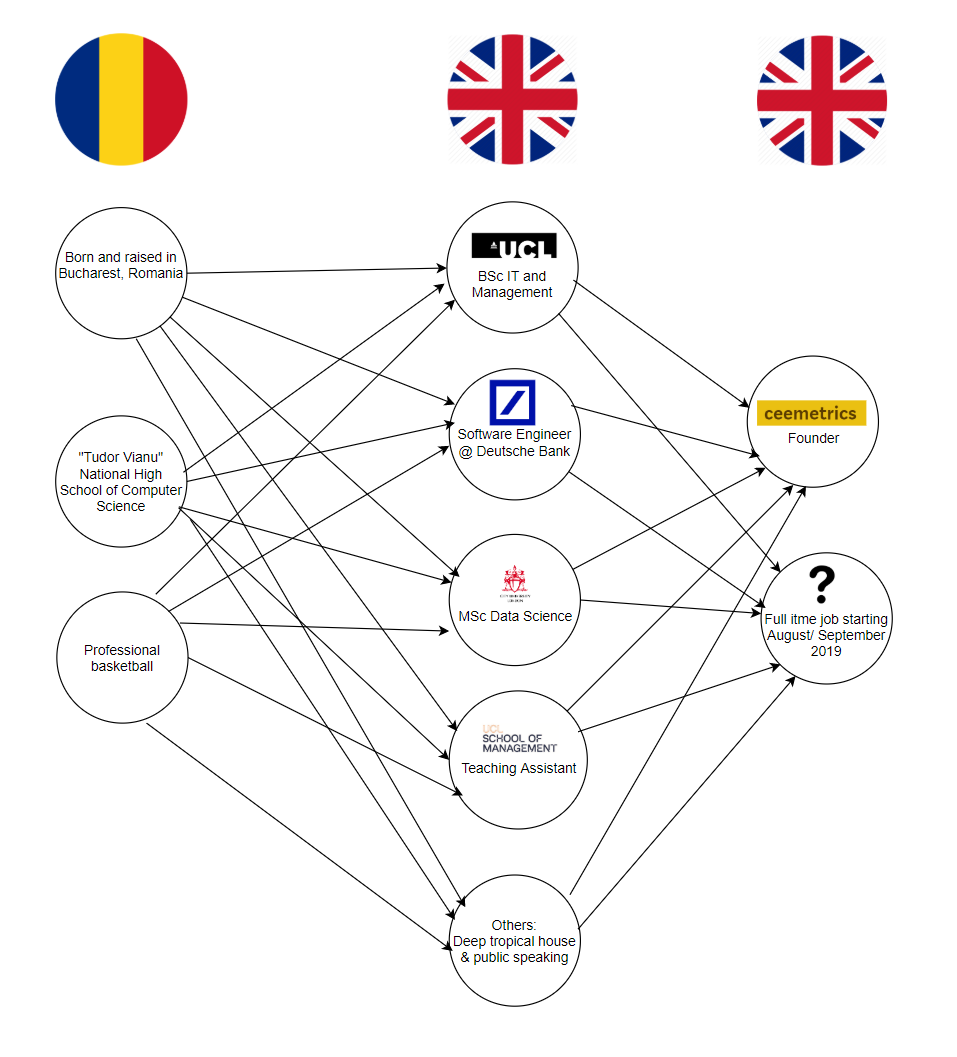 Born and raised in
Bucharest, Romania
"Tudor Vianu"
National High
School of Computer
Science
Professional
basketball
UCL
BSc IT and
Management
Software Engineer
@ Deutsche Bank
MSc Data Science
UCL
SCHOOL OF
MANAGEMENT
Teaching Assistant
Others:
Deep tropical house
& public speaking
ceemetrics
Founder
?
Full itme job starting
August/ September
2019